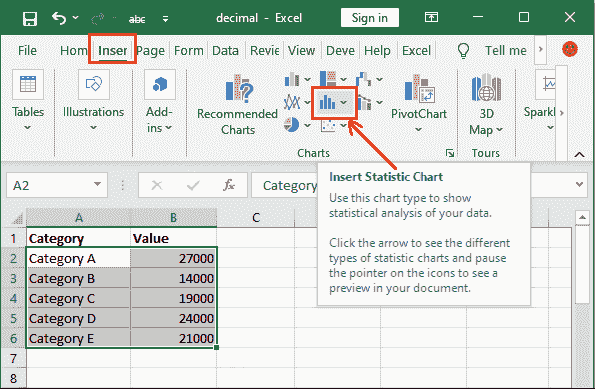 abc decimal - Excel Sign in
File Hom Inser Page Form Data Revie View Deve Help Excel Tell me
Tables Illustrations Add-
ins Recommended
Charts PivotChart 3D
Map Sparkl
Charts Tours
A2 fx Category
Insert Statistic Chart
Use this chart type to show
statistical analysis of your data.
Click the arrow to see the different
types of statistic charts and pause
the pointer on the icons to see a
preview in your document.
A B C
1 Category Value
2 Category A 27000
3 Category B 14000
4 Category C 19000
5 Category D 24000
6 Category E 21000
7
8